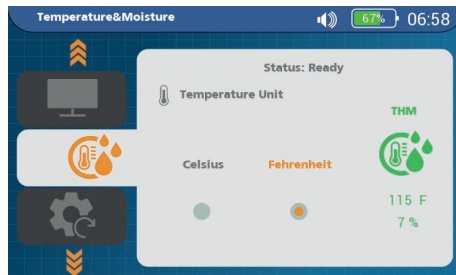 Temperature&Moisture
67%
06:58
Status: Ready
Temperature Unit
THM
Celsius
Fehrenheit
115 F
7 %